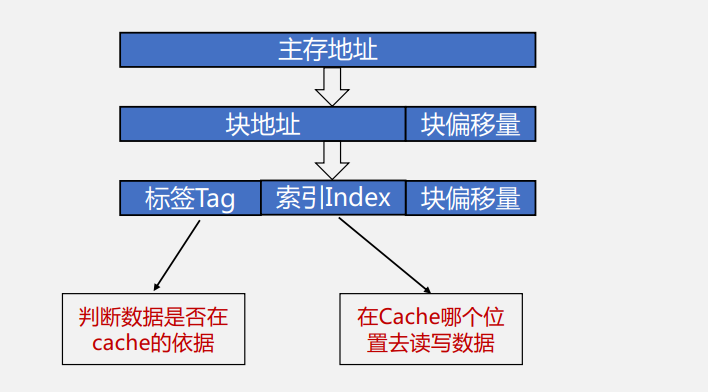 主存地址
块地址 块偏移量
标签Tag 索引Index 块偏移量
判断数据是否在
cache的依据
在Cache哪个位
置去读写数据